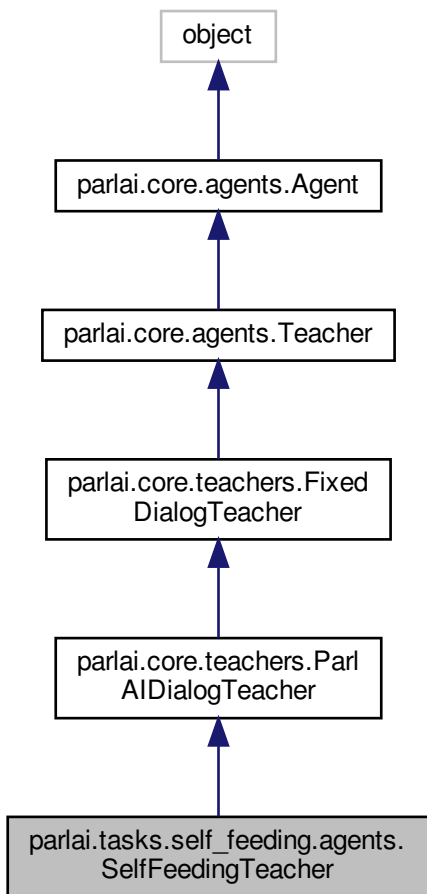 object
parlai.core.agents.Agent
parlai.core.agents.Teacher
parlai.core.teachers.Fixed
DialogTeacher
parlai.core.teachers.Parl
AIDialogTeacher
parlai.tasks.self_feeding.agents.
SelfFeedingTeacher